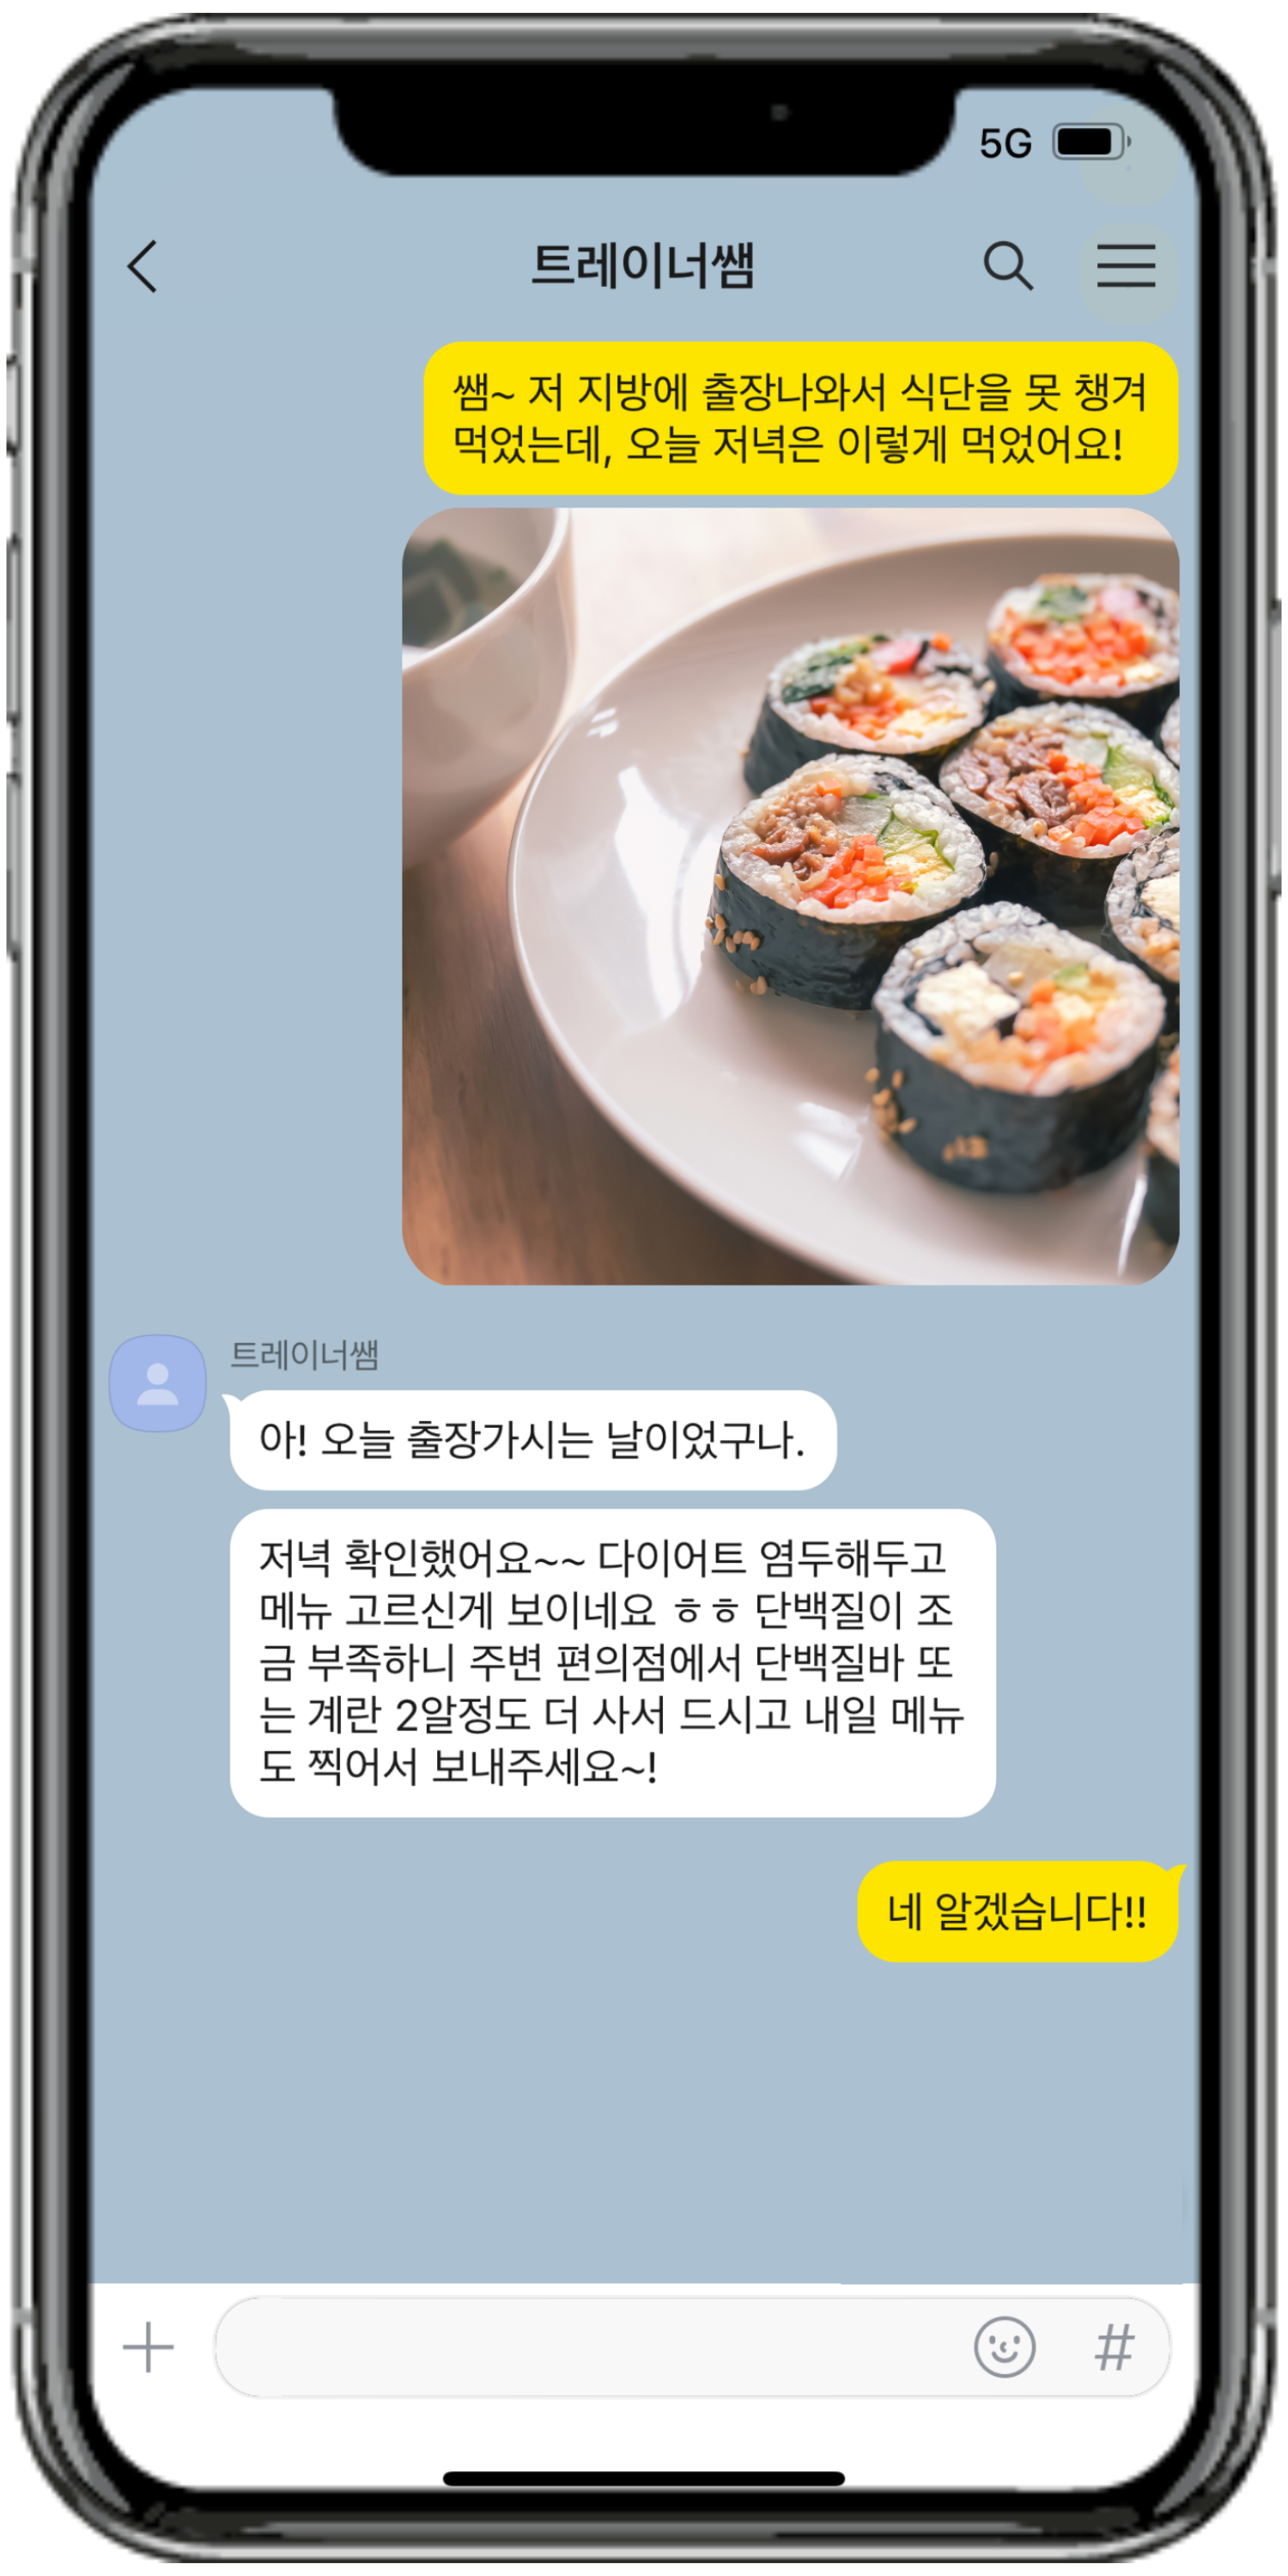 5G
트레이너쌤
쌤~ 저 지방에 출장나와서 식단을 못 챙겨
먹었는데, 오늘 저녁은 이렇게 먹었어요!
트레이너쌤
아! 오늘 출장가시는 날이었구나.
저녁 확인했어요~~ 다이어트 염두해두고
메뉴 고르신게 보이네요 ㅎㅎ 단백질이 조
금 부족하니 주변 편의점에서 단백질바 또
는 계란 2알정도 더 사서 드시고 내일 메뉴
도 찍어서 보내주세요~!
네 알겠습니다!!
#